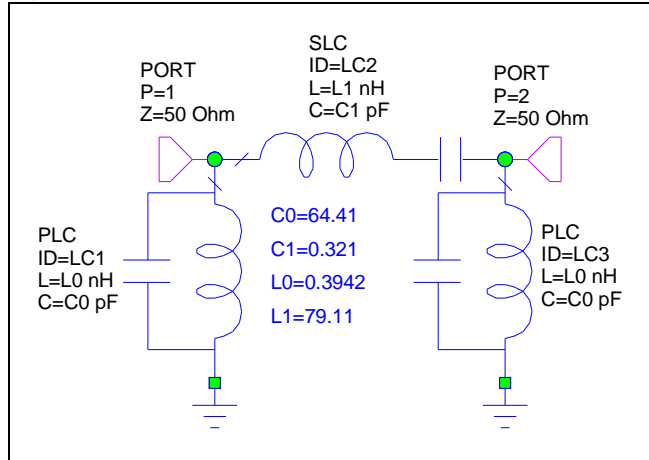 SLC
ID=LC2
L=L1 nH
C=C1 pF
PORT
P=1
Z=50 Ohm
PORT
P=2
Z=50 Ohm
PLC
ID=LC1
L=L0 nH
C=C0 pF
C0=64.41
C1=0.321
L0=0.3942
L1=79.11
PLC
ID=LC3
L=L0 nH
C=C0 pF